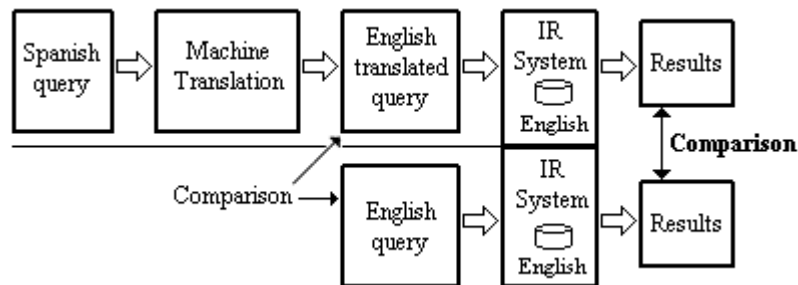 Spanish
query
Machine
Translation
English
translated
query
IR
System
English
Results
Comparison
Comparison
English
query
IR
System
English
Results